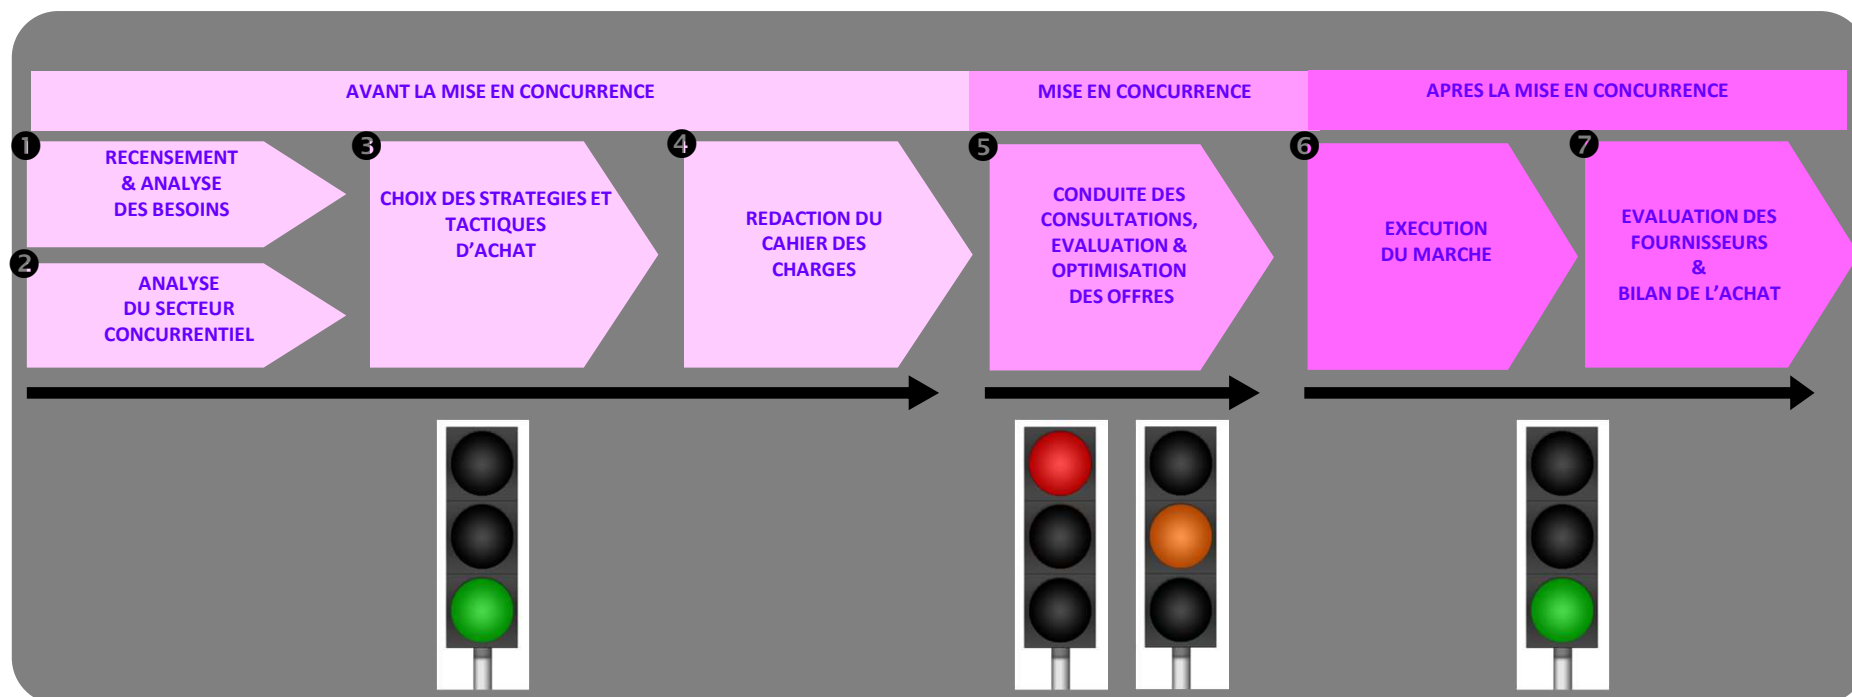 AVANT LA MISE EN CONCURRENCE
MISE EN CONCURRENCE
APRES LA MISE EN CONCURRENCE
1
RECENSEMENT
& ANALYSE
DES BESOINS
2
ANALYSE
DU SECTEUR
CONCURRENTIEL
3
CHOIX DES STRATEGIES ET
TACTIQUES
D’ACHAT
4
REDACTION DU
CAHIER DES
CHARGES
5
CONDUITE DES
CONSULTATIONS,
EVALUATION &
OPTIMISATION
DES OFFRES
6
EXECUTION
DU MARCHE
7
EVALUATION DES
FOURNISSEURS
&
BILAN DE L’ACHAT